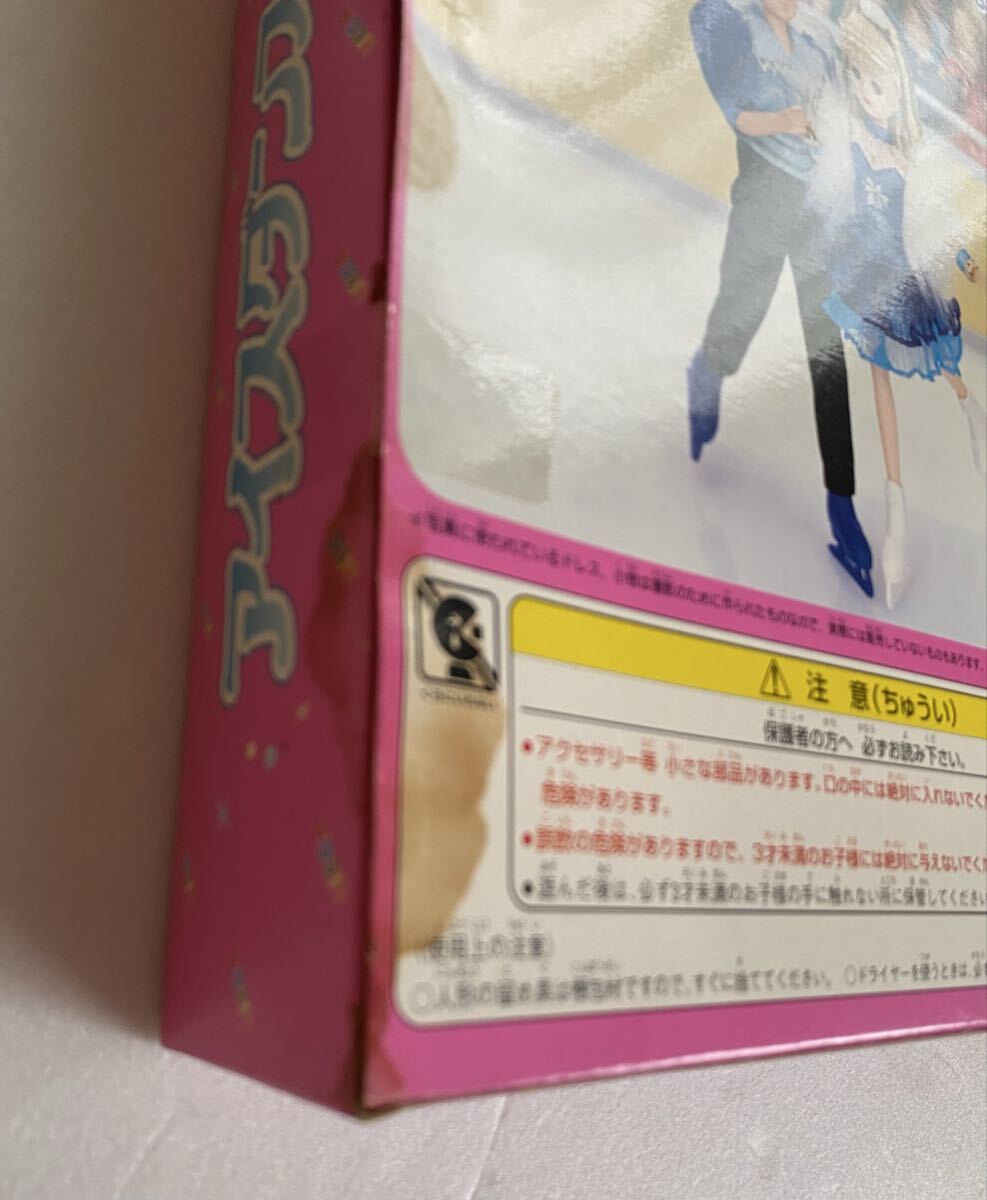 アイスダン
※写真に使われているドレス、小物は撮影のために作られたものなので、実際には販売していないものもあります。
注 意(ちゅうい)
保護者の方へ 必ずお読み下さい。
●アクセサリー等 小さな部品があります。口の中には絶対に入れないでくだ
危険があります。
●誤飲の危険がありますので、3才未満のお子様には絶対に与えないでくだ
●遊んだ後は、必ず3才未満のお子様の手に触れない所に保管してください
〈使用上の注意〉
○人形の留め具は梱包材ですので、すぐに捨ててください。 ○ドライヤーを使うときは、必ず